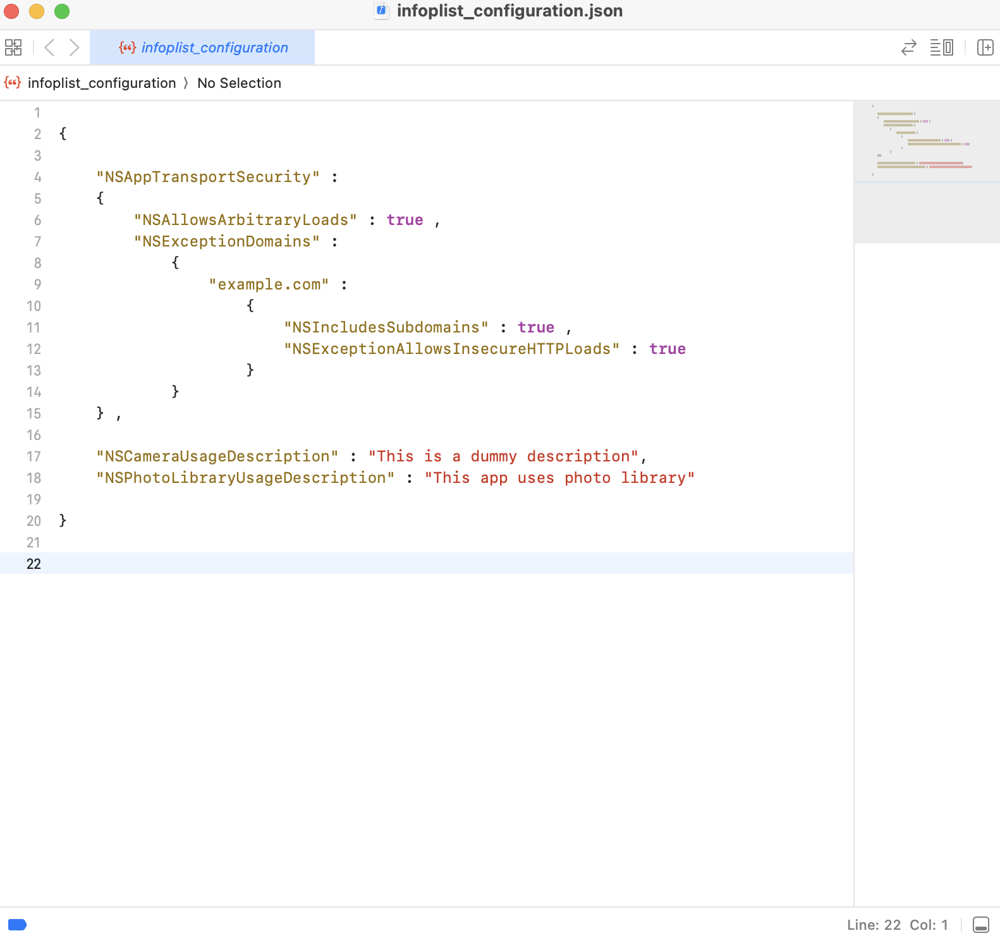 infoplist_configuration.json
infoplist_configuration
infoplist_configuration 〉 No Selection
1
2 {
3
4 "NSAppTransportSecurity" :
5 {
6 "NSAllowsArbitraryLoads" : true ,
7 "NSExceptionDomains" :
8 {
9 "example.com" :
10 {
11 "NSIncludesSubdomains" : true ,
12 "NSExceptionAllowsInsecureHTTPLoads" : true
13 }
14 }
15 } ,
16
17 "NSCameraUsageDescription" : "This is a dummy description",
18 "NSPhotoLibraryUsageDescription" : "This app uses photo library"
19
20 }
21
22
Line: 22 Col: 1